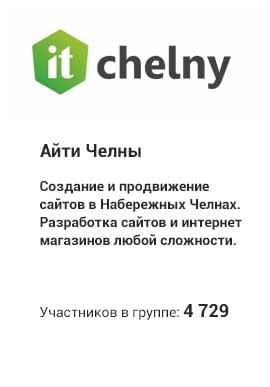 it chelny
Айти Челны
Создание и продвижение
сайтов в Набережных Челнах.
Разработка сайтов и интернет
магазинов любой сложности.
Участников в группе: 4 729